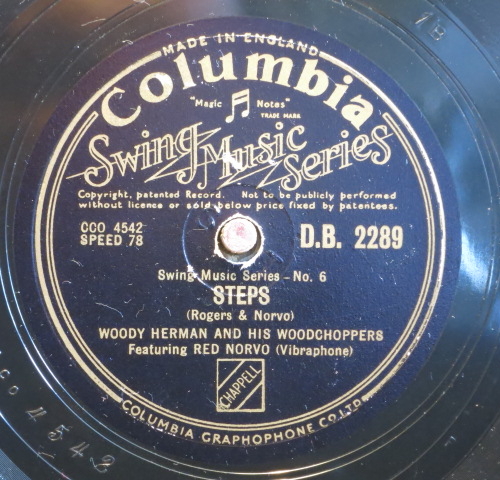 MADE IN ENGLAND
Columbia
"Magic Notes"
TRADE MARK
Swing Music Series
Copyright, patented Record. Not to be publicly performed
without licence or sold below price fixed by patentees.
CCO 4542
SPEED 78
D.B. 2289
Swing Music Series - No. 6
STEPS
(Rogers & Norvo)
WOODY HERMAN AND HIS WOODCHOPPERS
Featuring RED NORVO (Vibraphone)
CHAPPELL
COLUMBIA GRAPHOPHONE CO. LTD.
CCO 4542